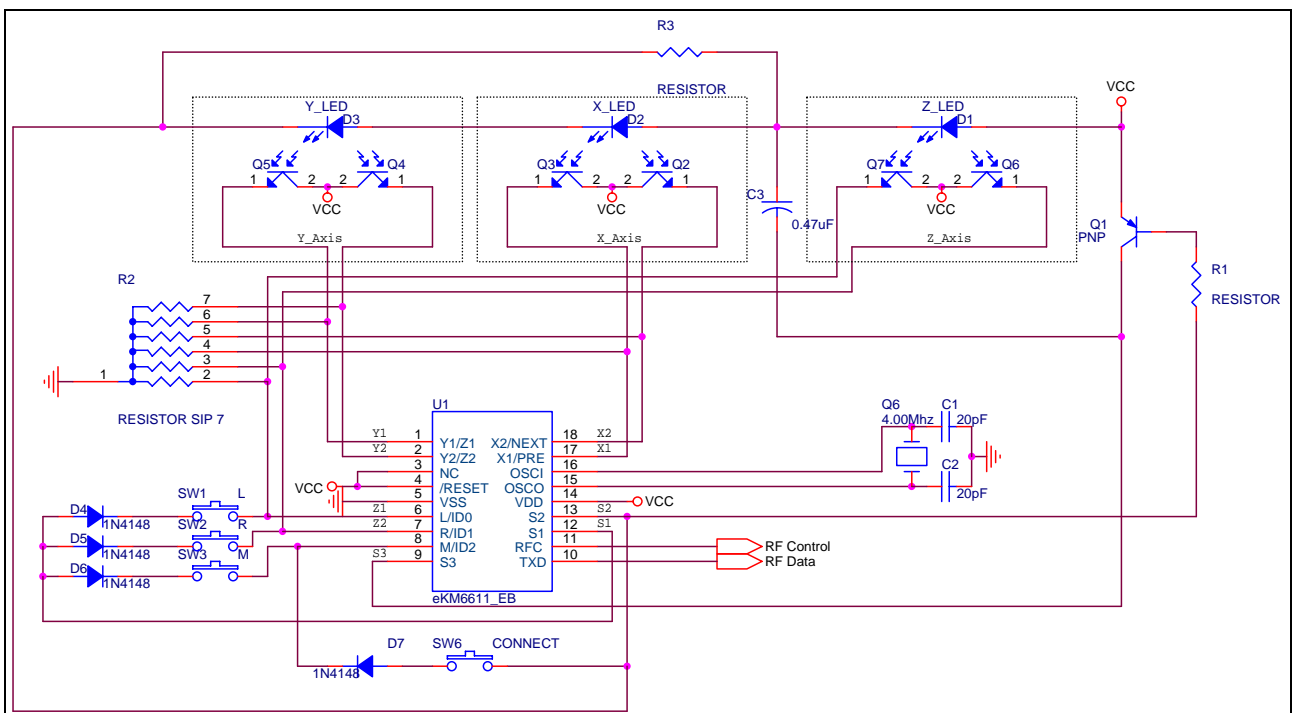 R3
RESISTOR
VCC
Y_LED
D3
X_LED
D2
Z_LED
D1
Q5
Q4
Q3
Q2
Q7
Q6
1 2 2 1
1 2 2 1
1 2 2 1
VCC
VCC
VCC
C3
0.47uF
Q1
PNP
Y_Axis
X_Axis
Z_Axis
R1
RESISTOR
R2
7
6
5
4
3
1 2
RESISTOR SIP 7
U1
Q6
4.00Mhz
C1
20pF
C2
20pF
Y1 1 Y1/Z1 X2/NEXT 18 X2
Y2 2 Y2/Z2 X1/PRE 17 X1
3 NC OSCI 16
VCC 4 /RESET OSCO 15
5 VSS VDD 14 VCC
Z1 6 L/ID0 S2 13 S2
Z2 7 R/ID1 S1 12 S1
8 M/ID2 RFC 11 RF Control
S3 9 S3 TXD 10 RF Data
eKM6611_EB
SW1 L
D4
1N4148
SW2 R
D5
1N4148
SW3 M
D6
1N4148
D7 SW6 CONNECT
1N4148